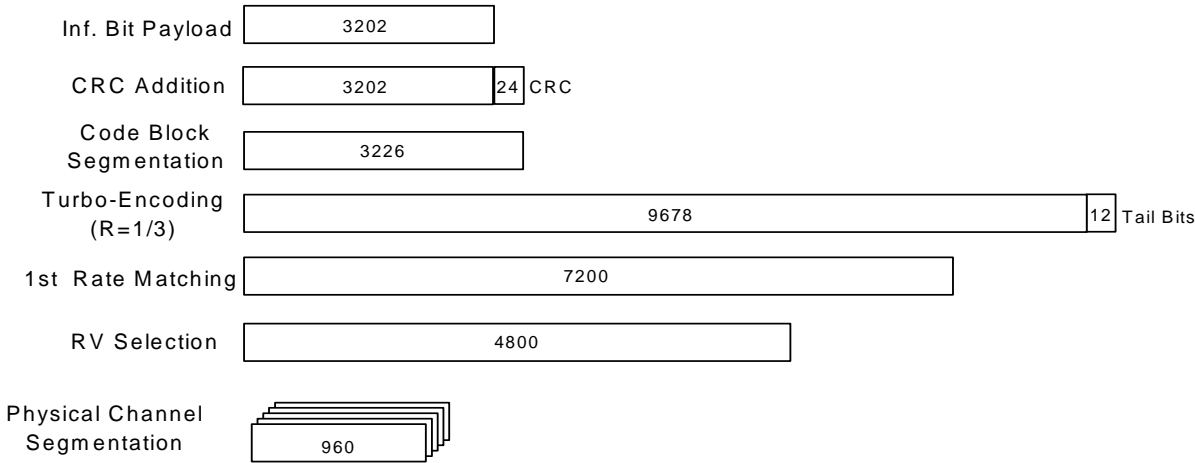 Inf. Bit Payload 3202
CRC Addition 3202 24 CRC
Code Block
Segmentation 3226
Turbo-Encoding
(R=1/3) 9678 12 Tail Bits
1st Rate Matching 7200
RV Selection 4800
Physical Channel
Segmentation 960